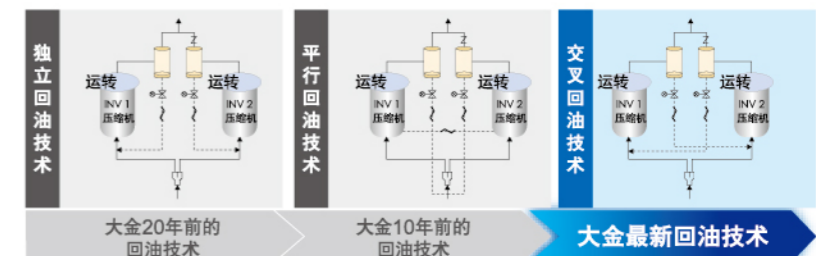 独立回油技术
运转
INV 1
压缩机
运转
INV 2
压缩机
平行回油技术
运转
INV 1
压缩机
运转
INV 2
压缩机
交叉回油技术
运转
INV 1
压缩机
运转
INV 2
压缩机
大金20年前的
回油技术
大金10年前的
回油技术
大金最新回油技术